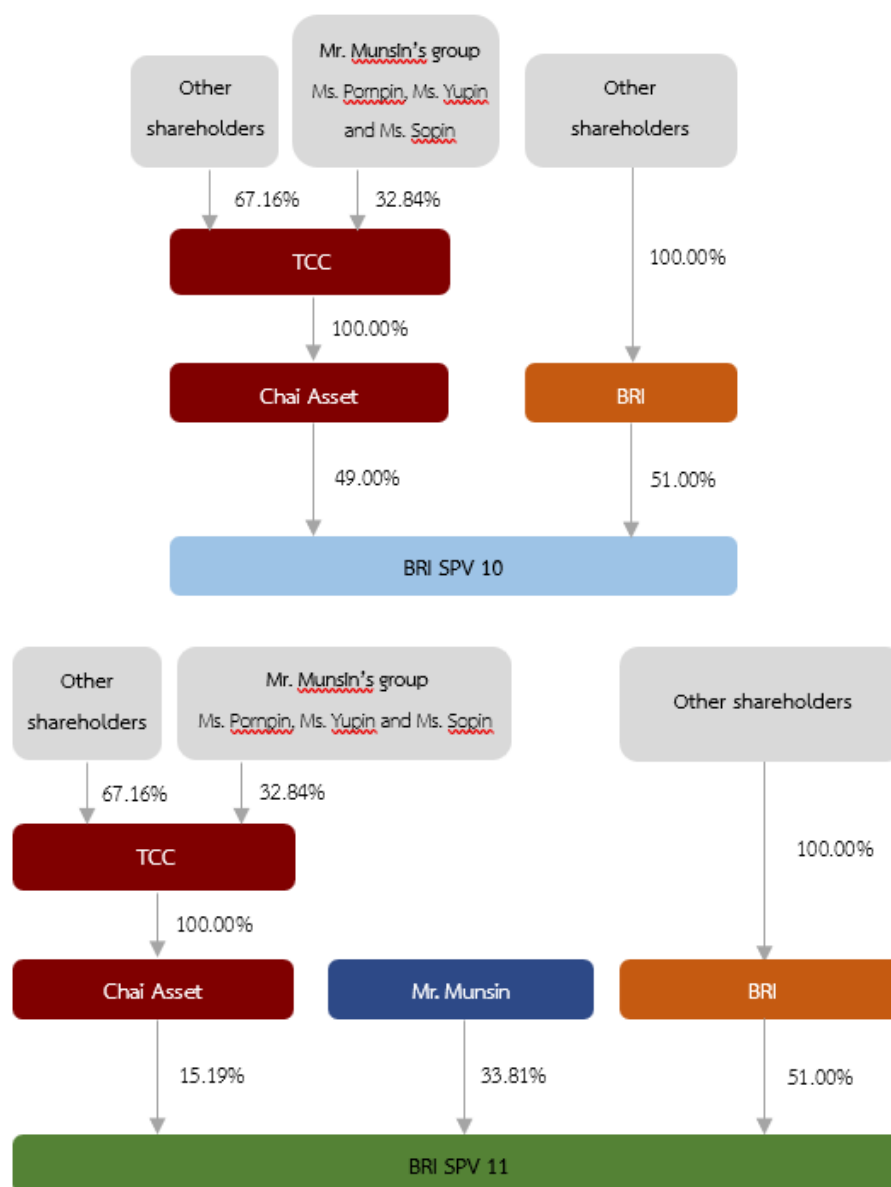 Other
shareholders
Mr. Munsin's group
Ms. Pornpin, Ms. Yupin
and Ms. Sopin
Other
shareholders
67.16%
32.84%
TCC
100.00%
100.00%
Chai Asset
BRI
49.00%
51.00%
BRI SPV 10
Other
shareholders
Mr. Munsin's group
Ms. Pornpin, Ms. Yupin and Ms. Sopin
Other shareholders
67.16%
32.84%
TCC
100.00%
100.00%
Chai Asset
Mr. Munsin
BRI
15.19%
33.81%
51.00%
BRI SPV 11